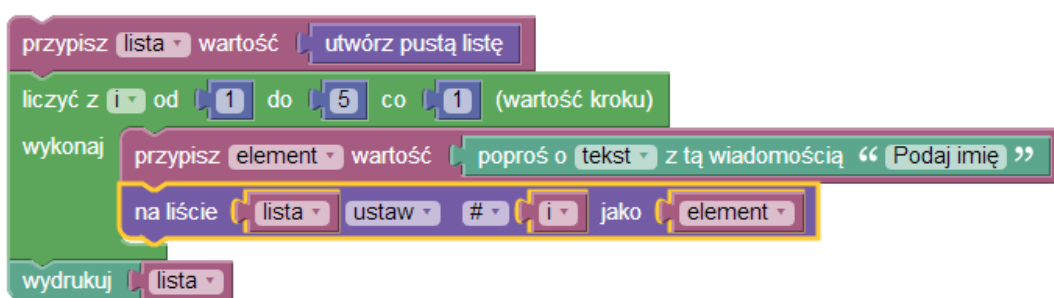 przypisz lista wartość utwórz pustą listę
liczyć z i od 1 do 5 co 1 (wartość kroku)
wykonaj przypisz element wartość poproś o tekst z tą wiadomością “ Podaj imię ”
na liście lista ustaw # i jako element
wydrukuj lista